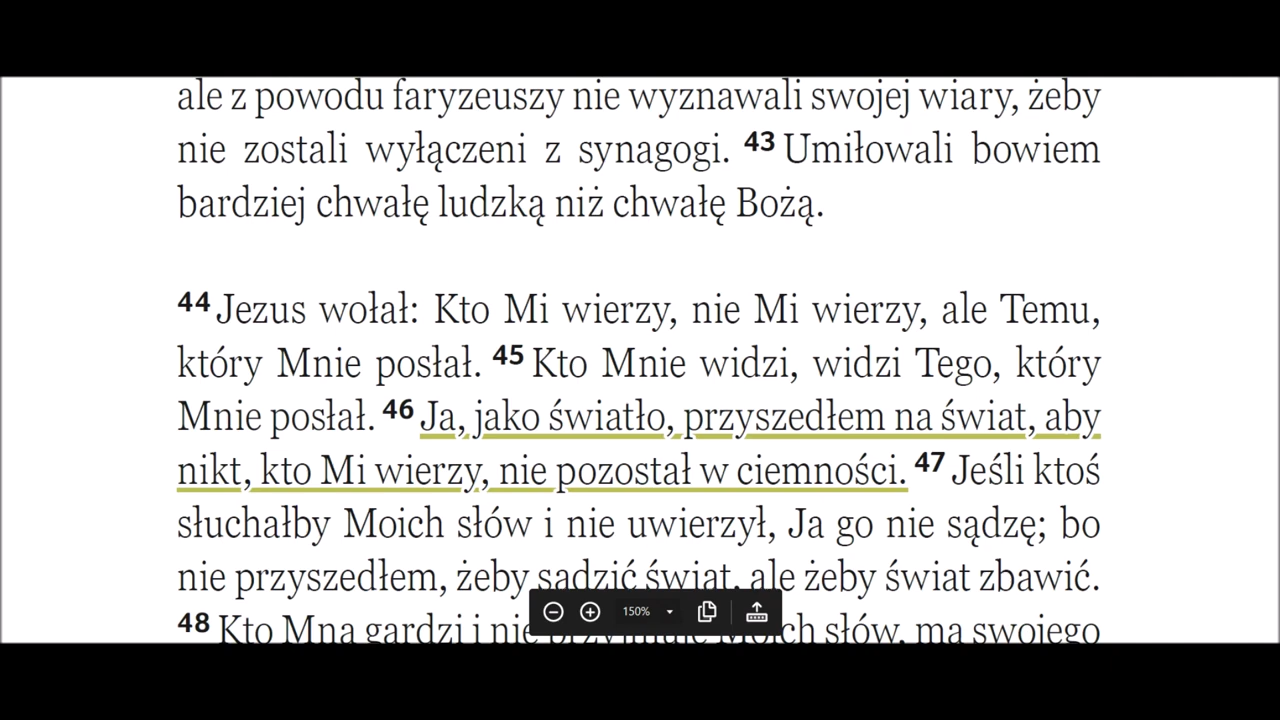 ale z powodu faryzeuszy nie wyznawali swojej wiary, żeby
nie zostali wyłączeni z synagogi. 43 Umiłowali bowiem
bardziej chwałę ludzką niż chwałę Bożą.
44 Jezus wołał: Kto Mi wierzy, nie Mi wierzy, ale Temu,
który Mnie posłał. 45 Kto Mnie widzi, widzi Tego, który
Mnie posłał. 46 Ja, jako światło, przyszedłem na świat, aby
nikt, kto Mi wierzy, nie pozostał w ciemności. 47 Jeśli ktoś
słuchałby Moich słów i nie uwierzył, Ja go nie sądzę; bo
nie przyszedłem, żeby sądzić świat, ale żeby świat zbawić.
150%
48 Kto Mną gardzi i nie przyjmuje Moich słów, ma swojego